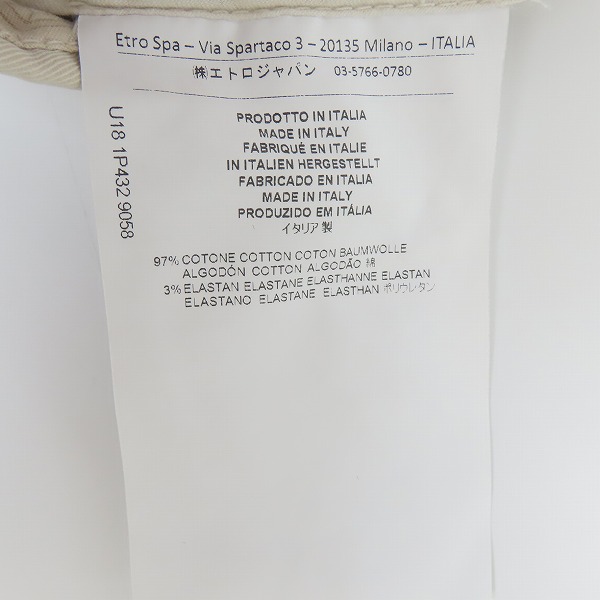 Etro Spa – Via Spartaco 3 – 20135 Milano – ITALIA
㈱エトロジャパン 03-5766-0780
U18 1P432 9058
PRODOTTO IN ITALIA
MADE IN ITALY
FABRIQUÉ EN ITALIE
IN ITALIEN HERGESTELLT
FABRICADO EN ITALIA
MADE IN ITALY
PRODUZIDO EM ITÁLIA
イタリア製
97% COTONE COTTON COTON BAUMWOLLE
ALGODÓN COTTON ALGODÃO 綿
3% ELASTAN ELASTANE ELASTHANNE ELASTAN
ELASTANO ELASTANE ELASTHAN ポリウレタン